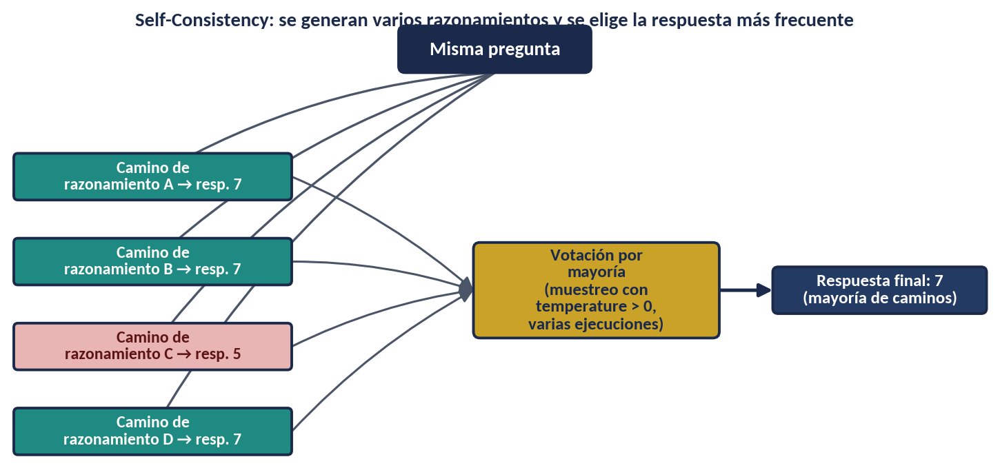 Self-Consistency: se generan varios razonamientos y se elige la respuesta más frecuente
Misma pregunta
Camino de
razonamiento A → resp. 7
Camino de
razonamiento B → resp. 7
Camino de
razonamiento C → resp. 5
Camino de
razonamiento D → resp. 7
Votación por
mayoría
(muestreo con
temperature > 0,
varias ejecuciones)
Respuesta final: 7
(mayoría de caminos)